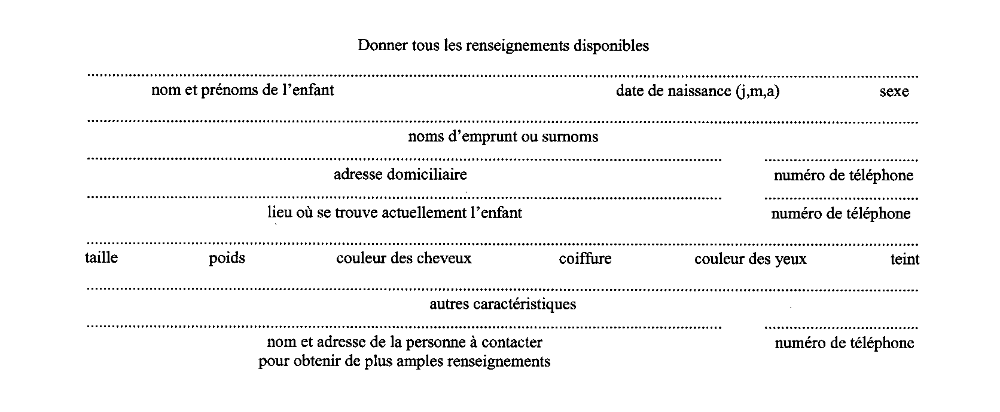 Donner tous les renseignements disponibles
nom et prénoms de l'enfant date de naissance (j,m,a) sexe
noms d'emprunt ou surnoms
adresse domiciliaire numéro de téléphone
lieu où se trouve actuellement l'enfant numéro de téléphone
taille poids couleur des cheveux coiffure couleur des yeux teint
autres caractéristiques
nom et adresse de la personne à contacter numéro de téléphone
pour obtenir de plus amples renseignements